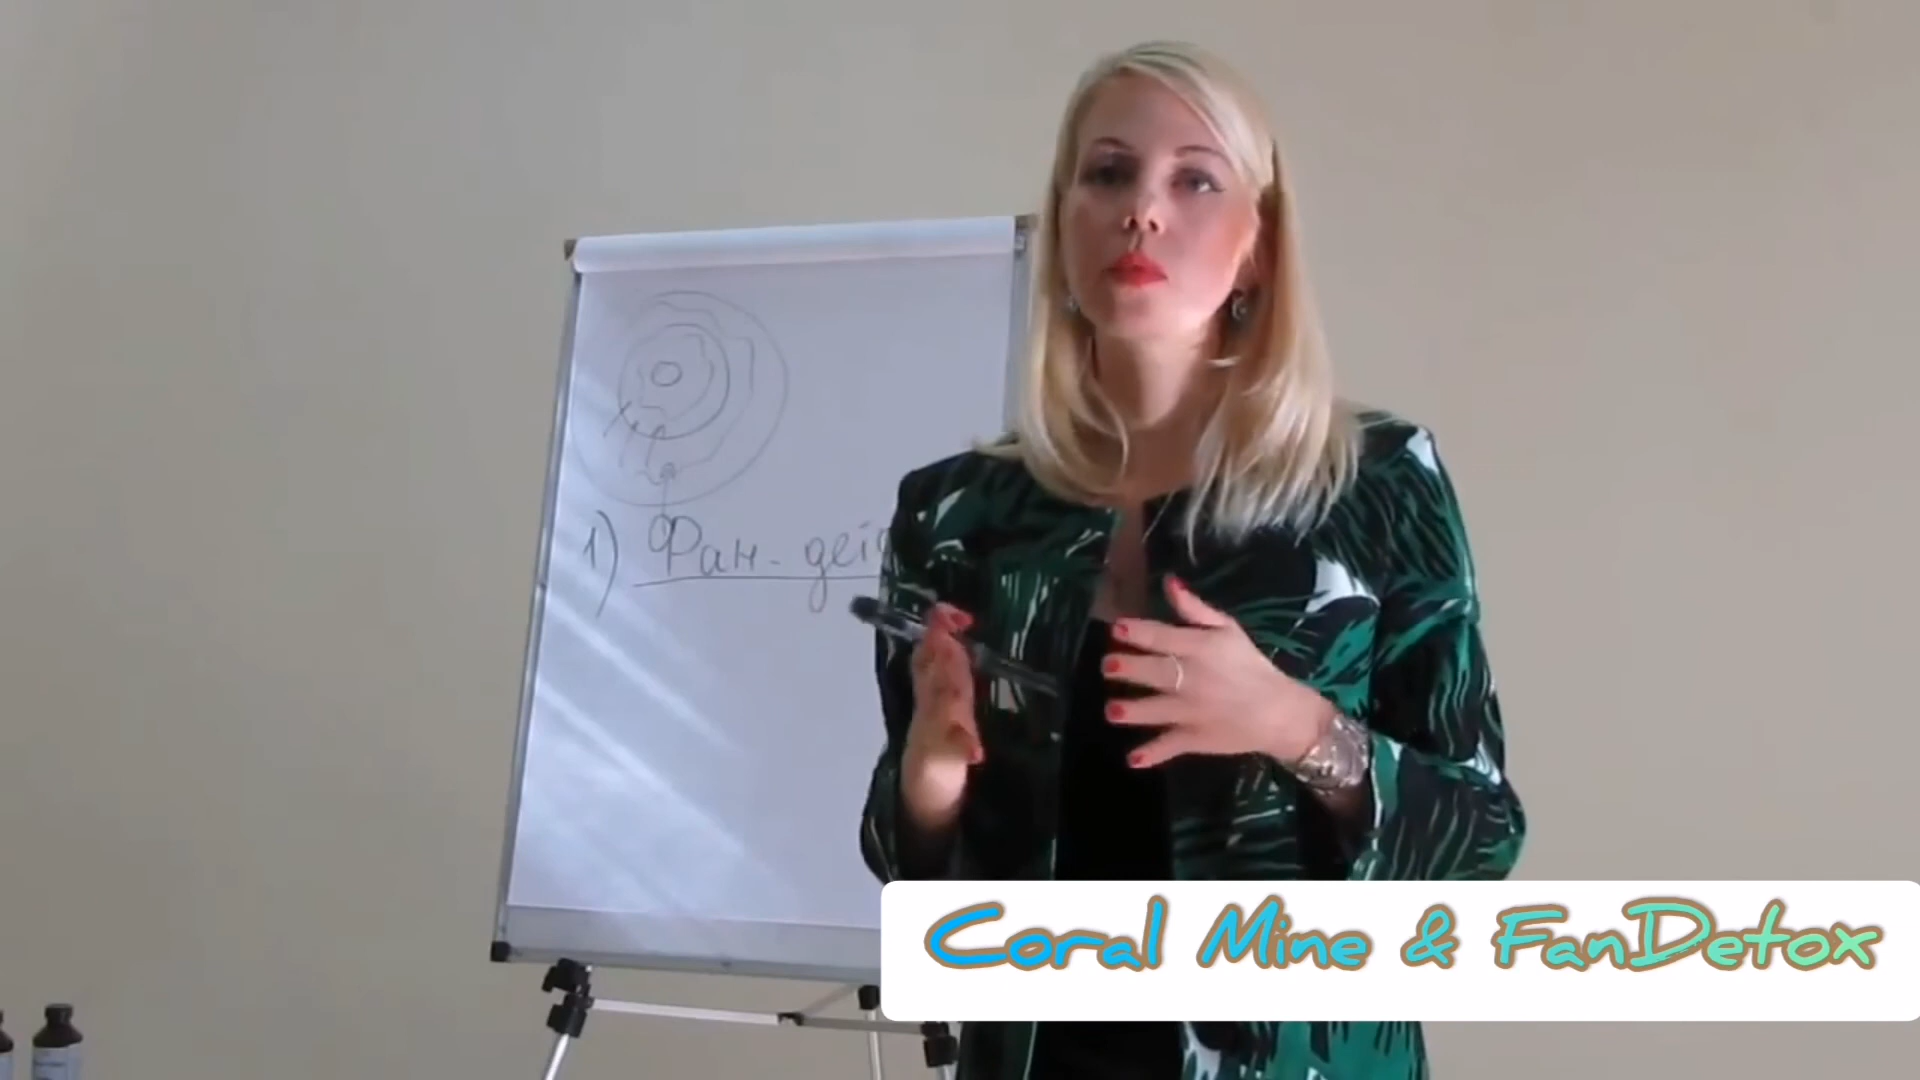 1) Фан-
Coral Mine & FanDetox